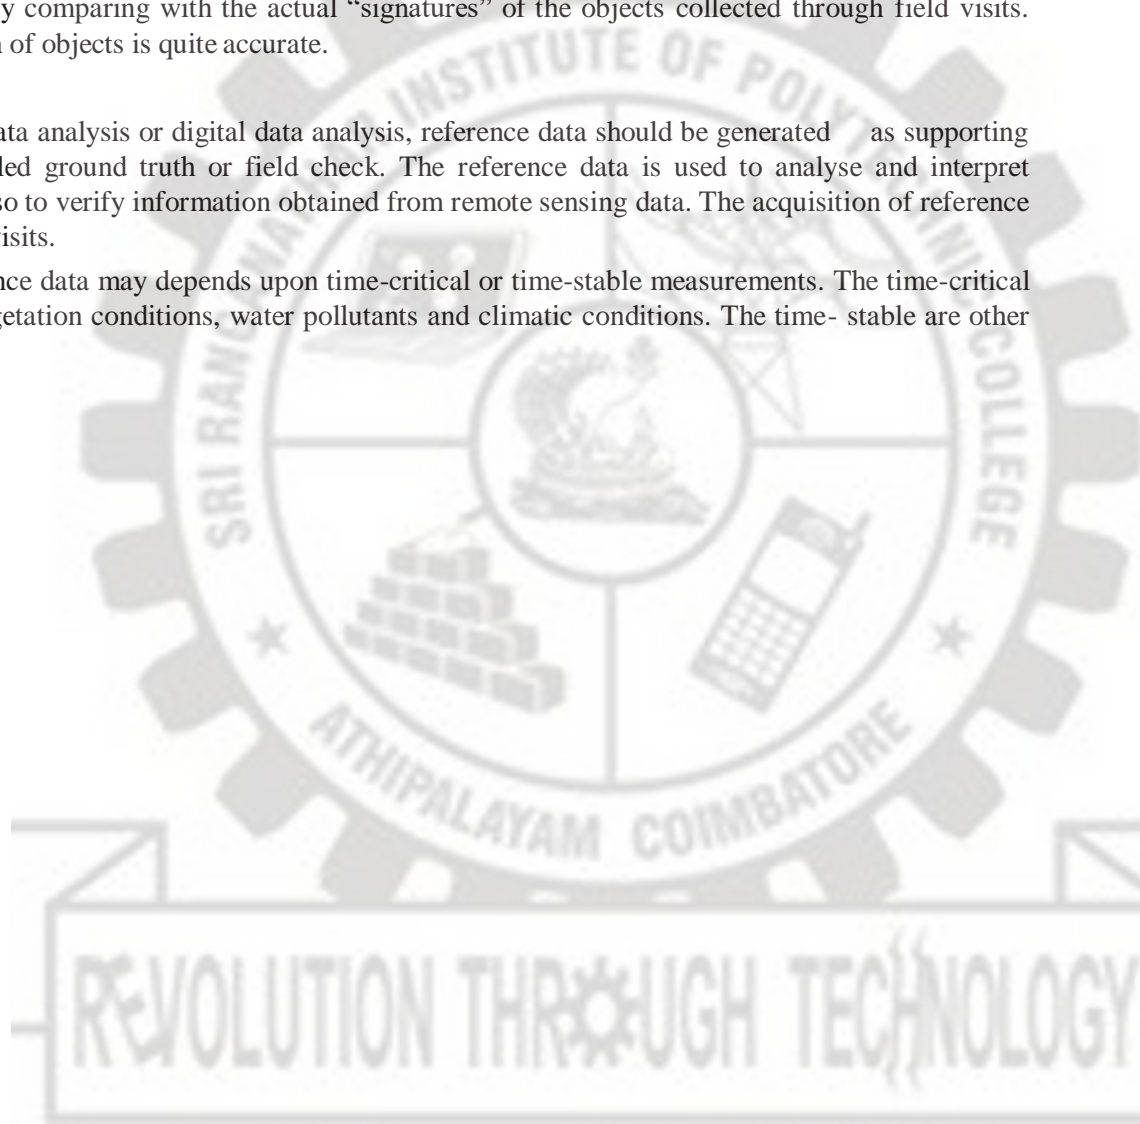 y comparing with the actual “signatures” of the objects collected through field visits.
n of objects is quite accurate.
ata analysis or digital data analysis, reference data should be generated as supporting
led ground truth or field check. The reference data is used to analyse and interpret
so to verify information obtained from remote sensing data. The acquisition of reference
visits.
nce data may depends upon time-critical or time-stable measurements. The time-critical
getation conditions, water pollutants and climatic conditions. The time- stable are other
SRI RANGANATHAR INSTITUTE OF POLYTECHNIC COLLEGE
ATHIPALAYAM COIMBATORE
REVOLUTION THROUGH TECHNOLOGY